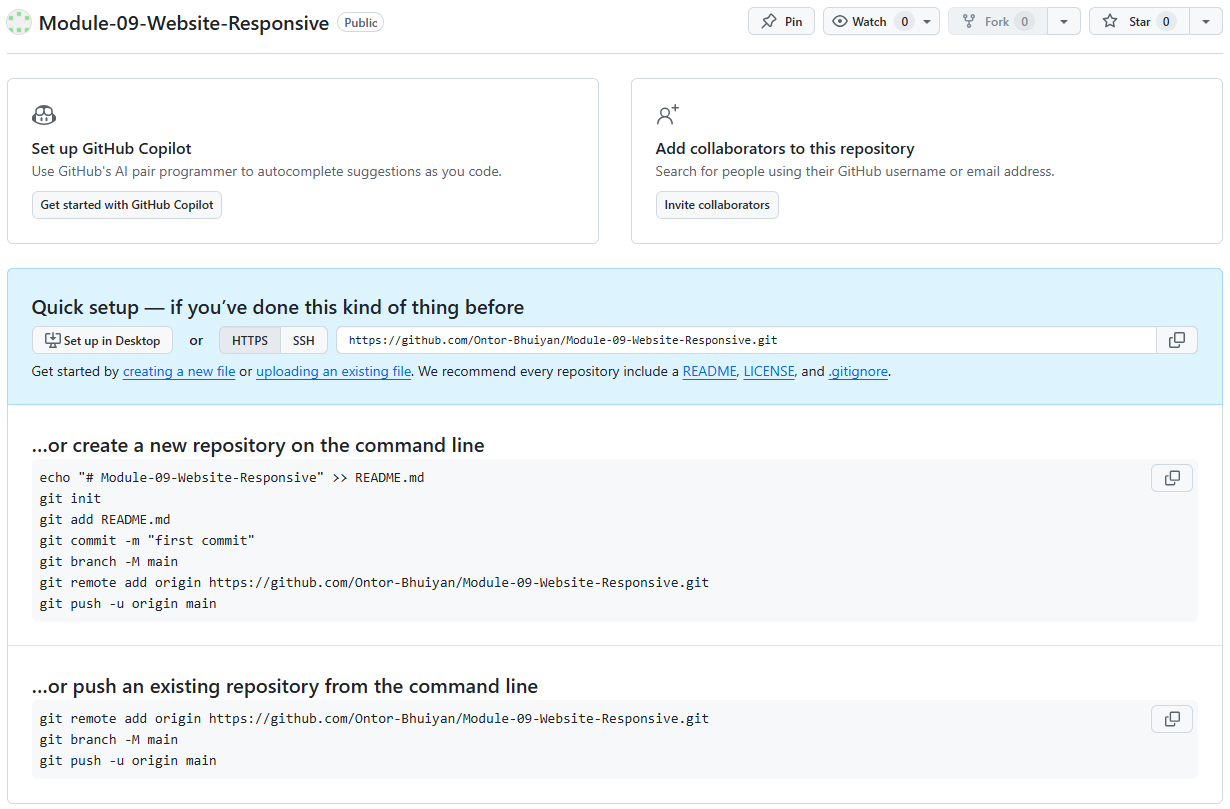 Module-09-Website-Responsive Public Pin Watch 0 Fork 0 Star 0
Set up GitHub Copilot
Use GitHub's AI pair programmer to autocomplete suggestions as you code.
Get started with GitHub Copilot
Add collaborators to this repository
Search for people using their GitHub username or email address.
Invite collaborators
Quick setup — if you've done this kind of thing before
Set up in Desktop or HTTPS SSH https://github.com/Ontor-Bhuiyan/Module-09-Website-Responsive.git
Get started by creating a new file or uploading an existing file. We recommend every repository include a README, LICENSE, and .gitignore.
...or create a new repository on the command line
echo "# Module-09-Website-Responsive" >> README.md
git init
git add README.md
git commit -m "first commit"
git branch -M main
git remote add origin https://github.com/Ontor-Bhuiyan/Module-09-Website-Responsive.git
git push -u origin main
...or push an existing repository from the command line
git remote add origin https://github.com/Ontor-Bhuiyan/Module-09-Website-Responsive.git
git branch -M main
git push -u origin main